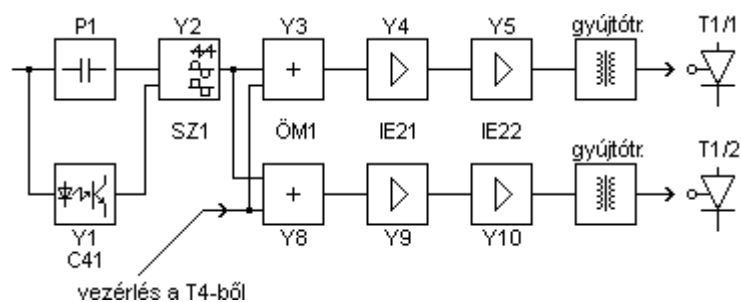 P1
Y2
Y3
Y4
Y5
gyújtótr.
T1/1
+
SZ1
ÖM1
IE21
IE22
gyújtótr.
T1/2
+
Y1
C41
Y8
Y9
Y10
vezérlés a T4-ből